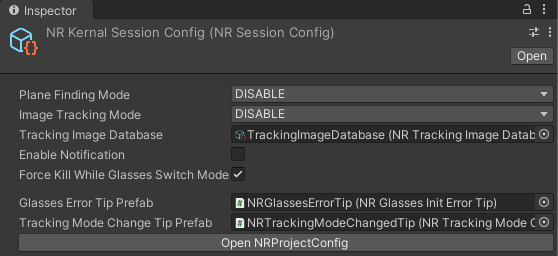 Inspector
NR Kernal Session Config (NR Session Config)
Open
Plane Finding Mode DISABLE
Image Tracking Mode DISABLE
Tracking Image Database TrackingImageDatabase (NR Tracking Image Datab
Enable Notification
Force Kill While Glasses Switch Mode
Glasses Error Tip Prefab NRGlassesErrorTip (NR Glasses Init Error Tip)
Tracking Mode Change Tip Prefab NRTrackingModeChangedTip (NR Tracking Mode C
Open NRProjectConfig